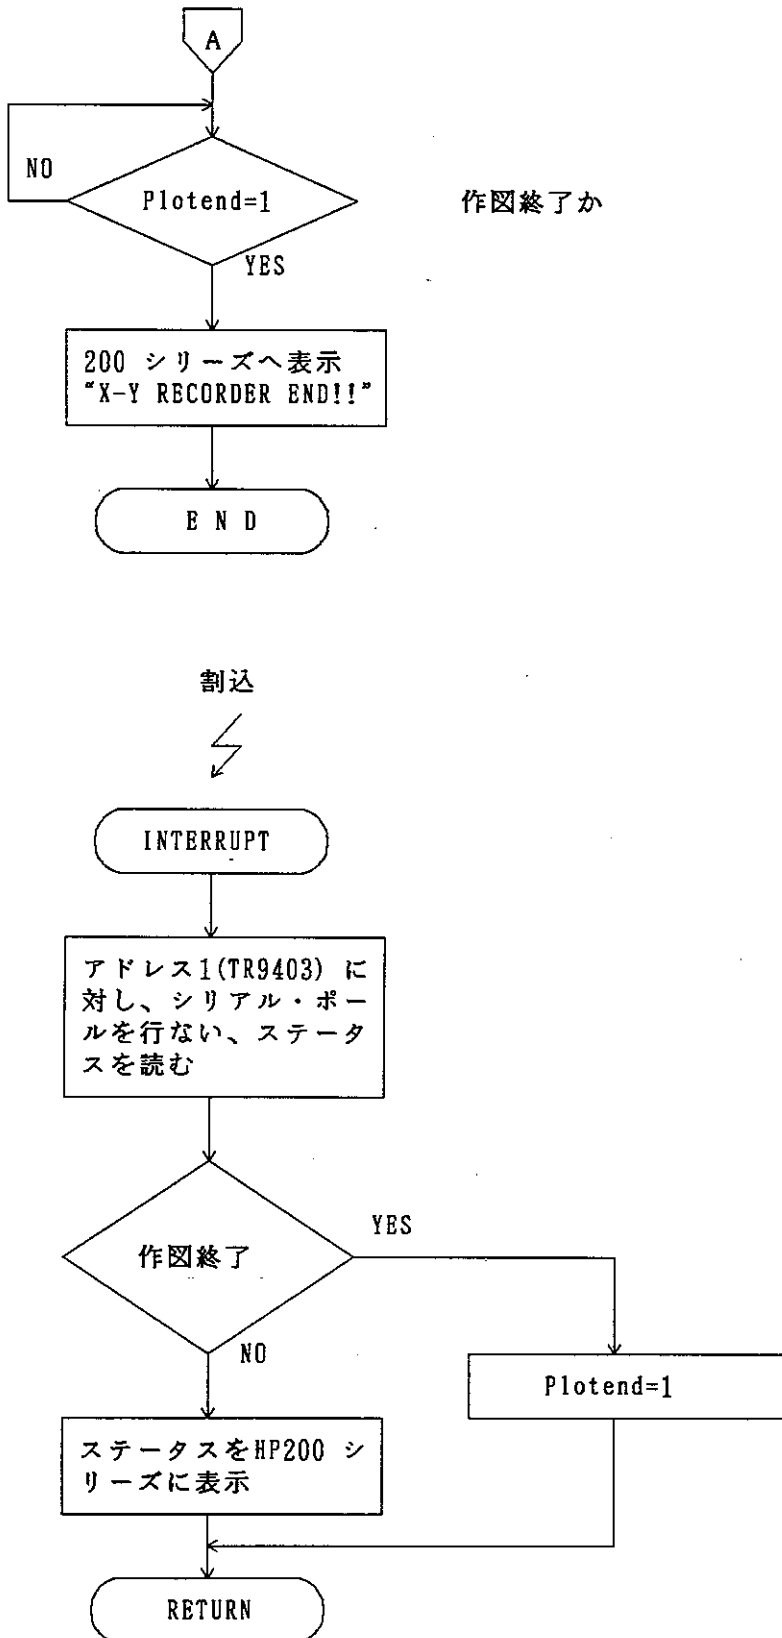 A
NO
Plotend=1
作図終了か
YES
200 シリーズへ表示
“X-Y RECORDER END!!”
E N D
割込
INTERRUPT
アドレス1(TR9403) に
対し、シリアル・ポー
ルを行ない、ステータ
スを読む
YES
作図終了
NO
Plotend=1
ステータスをHP200 シ
リーズに表示
RETURN